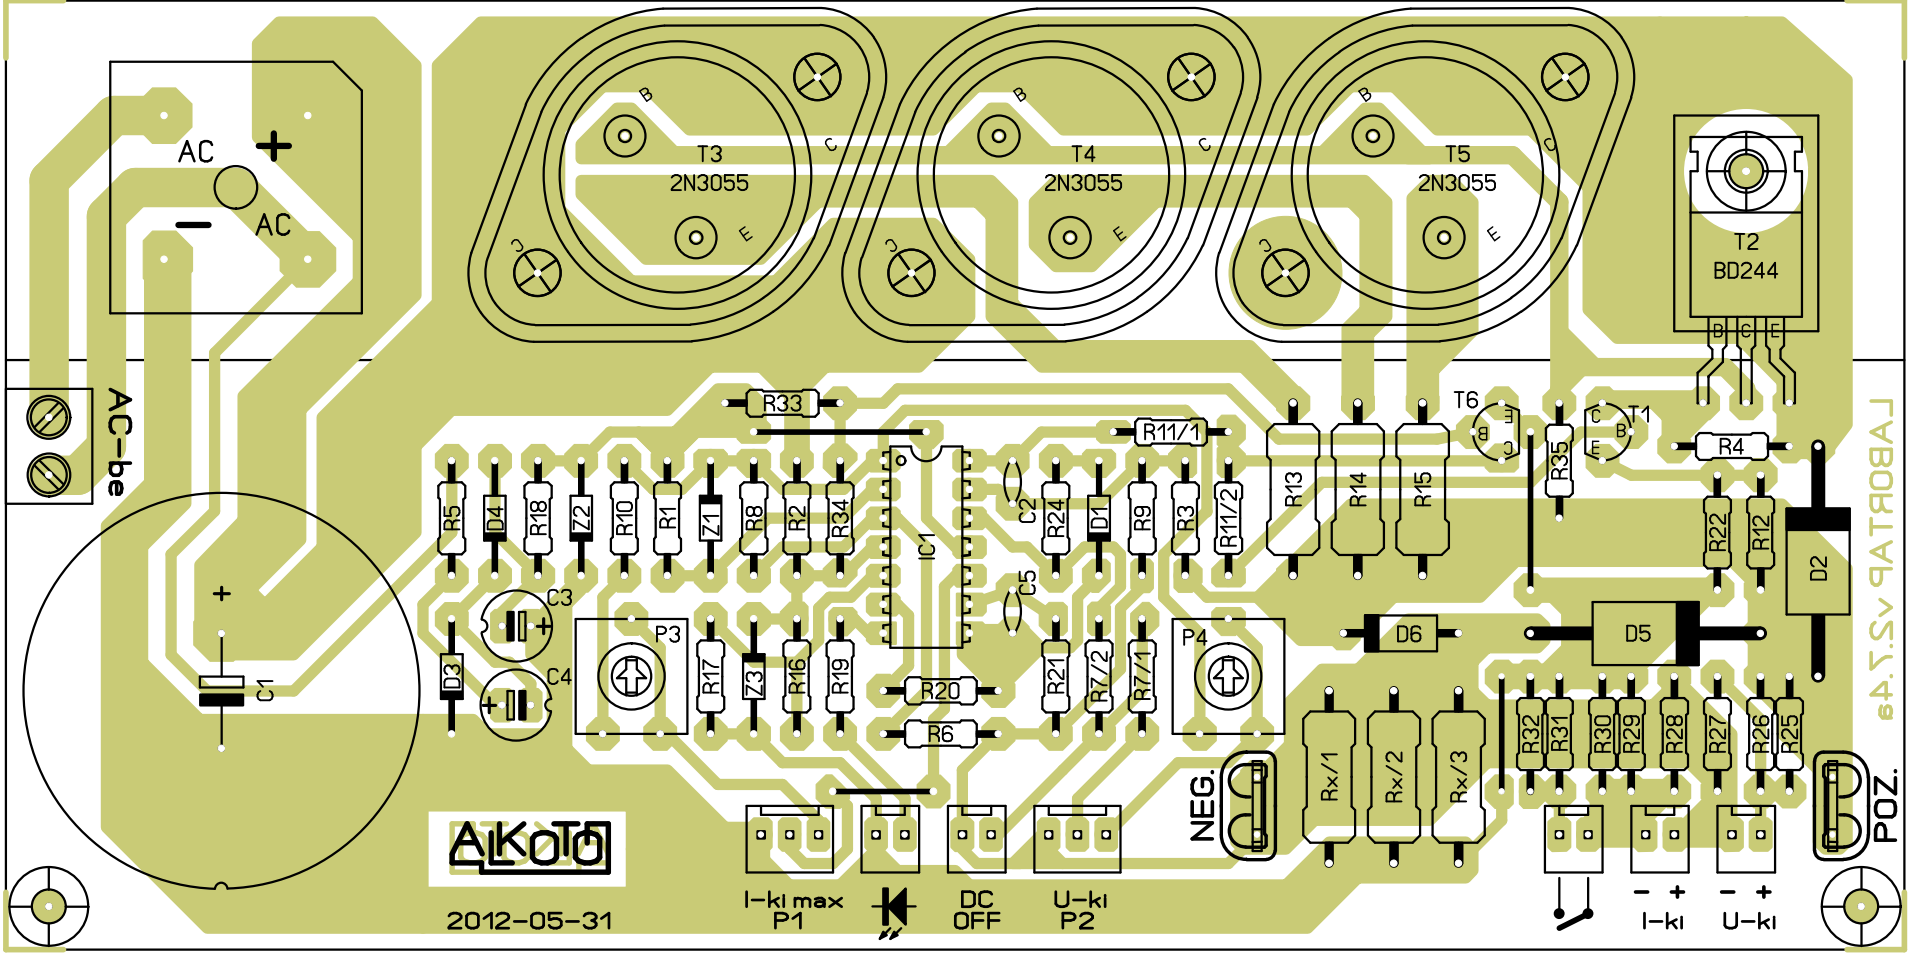 B
C
T3
2N3055
E
C
B
C
T4
2N3055
E
C
B
C
T5
2N3055
E
C
AC
+
-
AC
T2
BD244
B
C
E
AC-be
R33
R11/1
T6
E
B
C
T1
C
B
E
R4
LABORTAP v2.7.4a
R5
D4
R18
Z2
R10
R1
Z1
R8
R2
R34
IC1
C2
R24
D1
R9
R3
R11/2
R13
R14
R15
R35
R22
R12
D2
+
C1
C3
+
C4
+
D3
P3
R17
Z3
R16
R19
R20
R6
C5
R21
R7/2
R7/1
P4
D6
D5
Rx/1
Rx/2
Rx/3
R32
R31
R30
R29
R28
R27
R26
R25
NEG.
POZ.
ALKOTÓ
2012-05-31
I-ki max
P1
DC
OFF
U-ki
P2
- +
I-ki
- +
U-ki